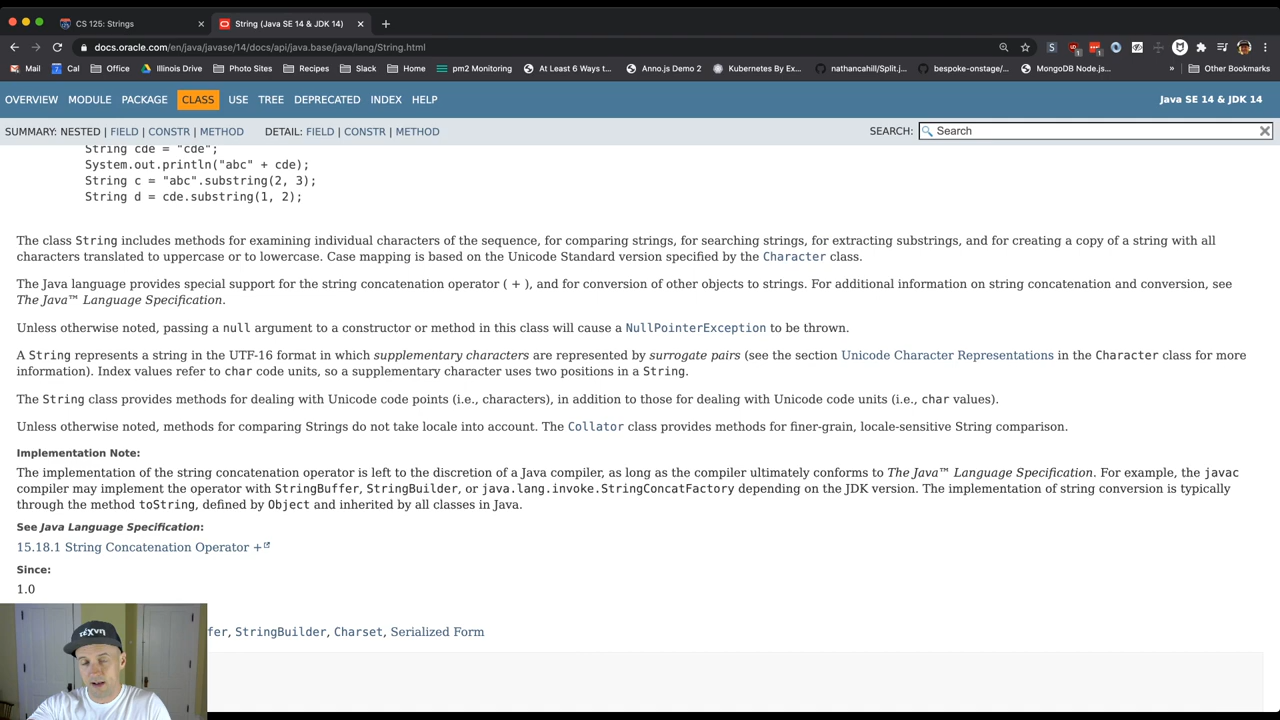 CS 125: Strings
String (Java SE 14 & JDK 14)
docs.oracle.com/en/java/javase/14/docs/api/java.base/java/lang/String.html
Mail Cal Office Illinois Drive Photo Sites Recipes Slack Home pm2 Monitoring At Least 6 Ways t... Anno.js Demo 2 Kubernetes By Ex... nathancahill/Split.j... bespoke-onstage/... MongoDB Node.js... » Other Bookmarks
OVERVIEW MODULE PACKAGE CLASS USE TREE DEPRECATED INDEX HELP Java SE 14 & JDK 14
SUMMARY: NESTED | FIELD | CONSTR | METHOD DETAIL: FIELD | CONSTR | METHOD SEARCH: Search
String cde = "cde";
System.out.println("abc" + cde);
String c = "abc".substring(2, 3);
String d = cde.substring(1, 2);
The class String includes methods for examining individual characters of the sequence, for comparing strings, for searching strings, for extracting substrings, and for creating a copy of a string with all
characters translated to uppercase or to lowercase. Case mapping is based on the Unicode Standard version specified by the Character class.
The Java language provides special support for the string concatenation operator ( + ), and for conversion of other objects to strings. For additional information on string concatenation and conversion, see
The Java™ Language Specification.
Unless otherwise noted, passing a null argument to a constructor or method in this class will cause a NullPointerException to be thrown.
A String represents a string in the UTF-16 format in which supplementary characters are represented by surrogate pairs (see the section Unicode Character Representations in the Character class for more
information). Index values refer to char code units, so a supplementary character uses two positions in a String.
The String class provides methods for dealing with Unicode code points (i.e., characters), in addition to those for dealing with Unicode code units (i.e., char values).
Unless otherwise noted, methods for comparing Strings do not take locale into account. The Collator class provides methods for finer-grain, locale-sensitive String comparison.
Implementation Note:
The implementation of the string concatenation operator is left to the discretion of a Java compiler, as long as the compiler ultimately conforms to The Java™ Language Specification. For example, the javac
compiler may implement the operator with StringBuffer, StringBuilder, or java.lang.invoke.StringConcatFactory depending on the JDK version. The implementation of string conversion is typically
through the method toString, defined by Object and inherited by all classes in Java.
See Java Language Specification:
15.18.1 String Concatenation Operator +
Since:
1.0
fer, StringBuilder, Charset, Serialized Form